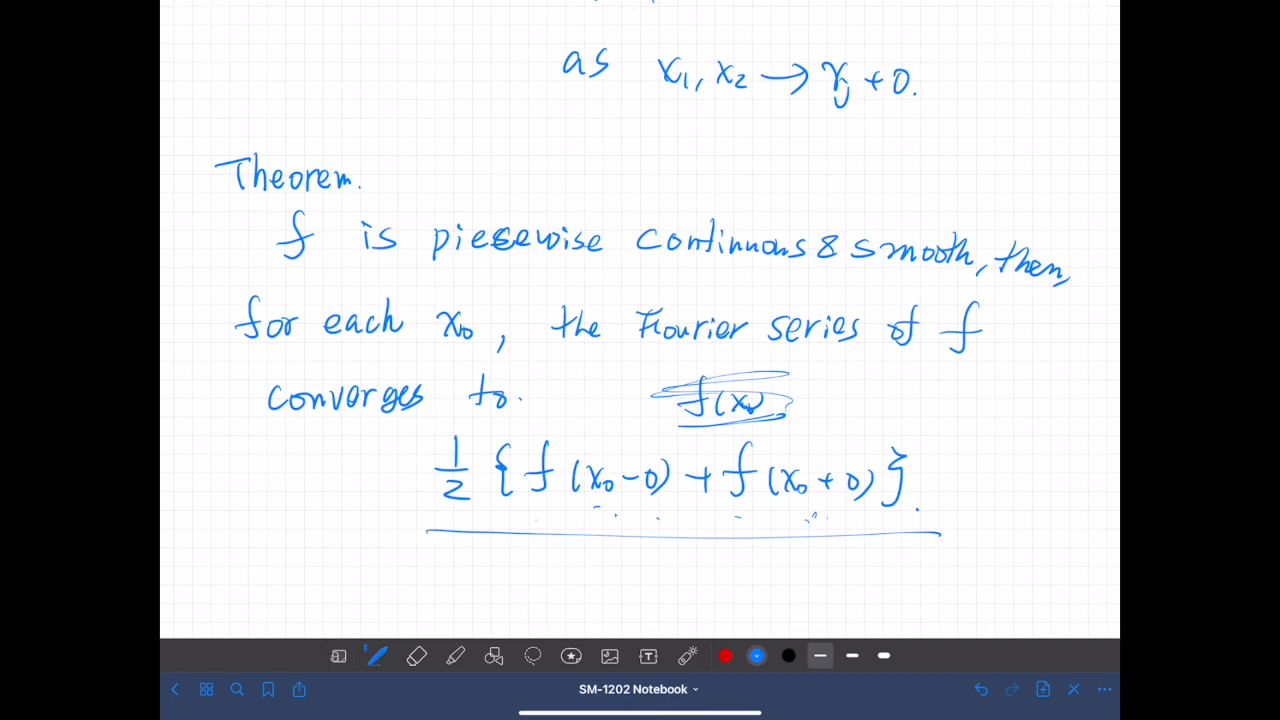 as x₁, x₂ → rⱼ + 0.
Theorem.
f is piecewise continuous & smooth, then,
for each x₀, the Fourier series of f
converges to. f(x₀)
1/2 {f(x₀-0) + f(x₀+0)}.
SM-1202 Notebook